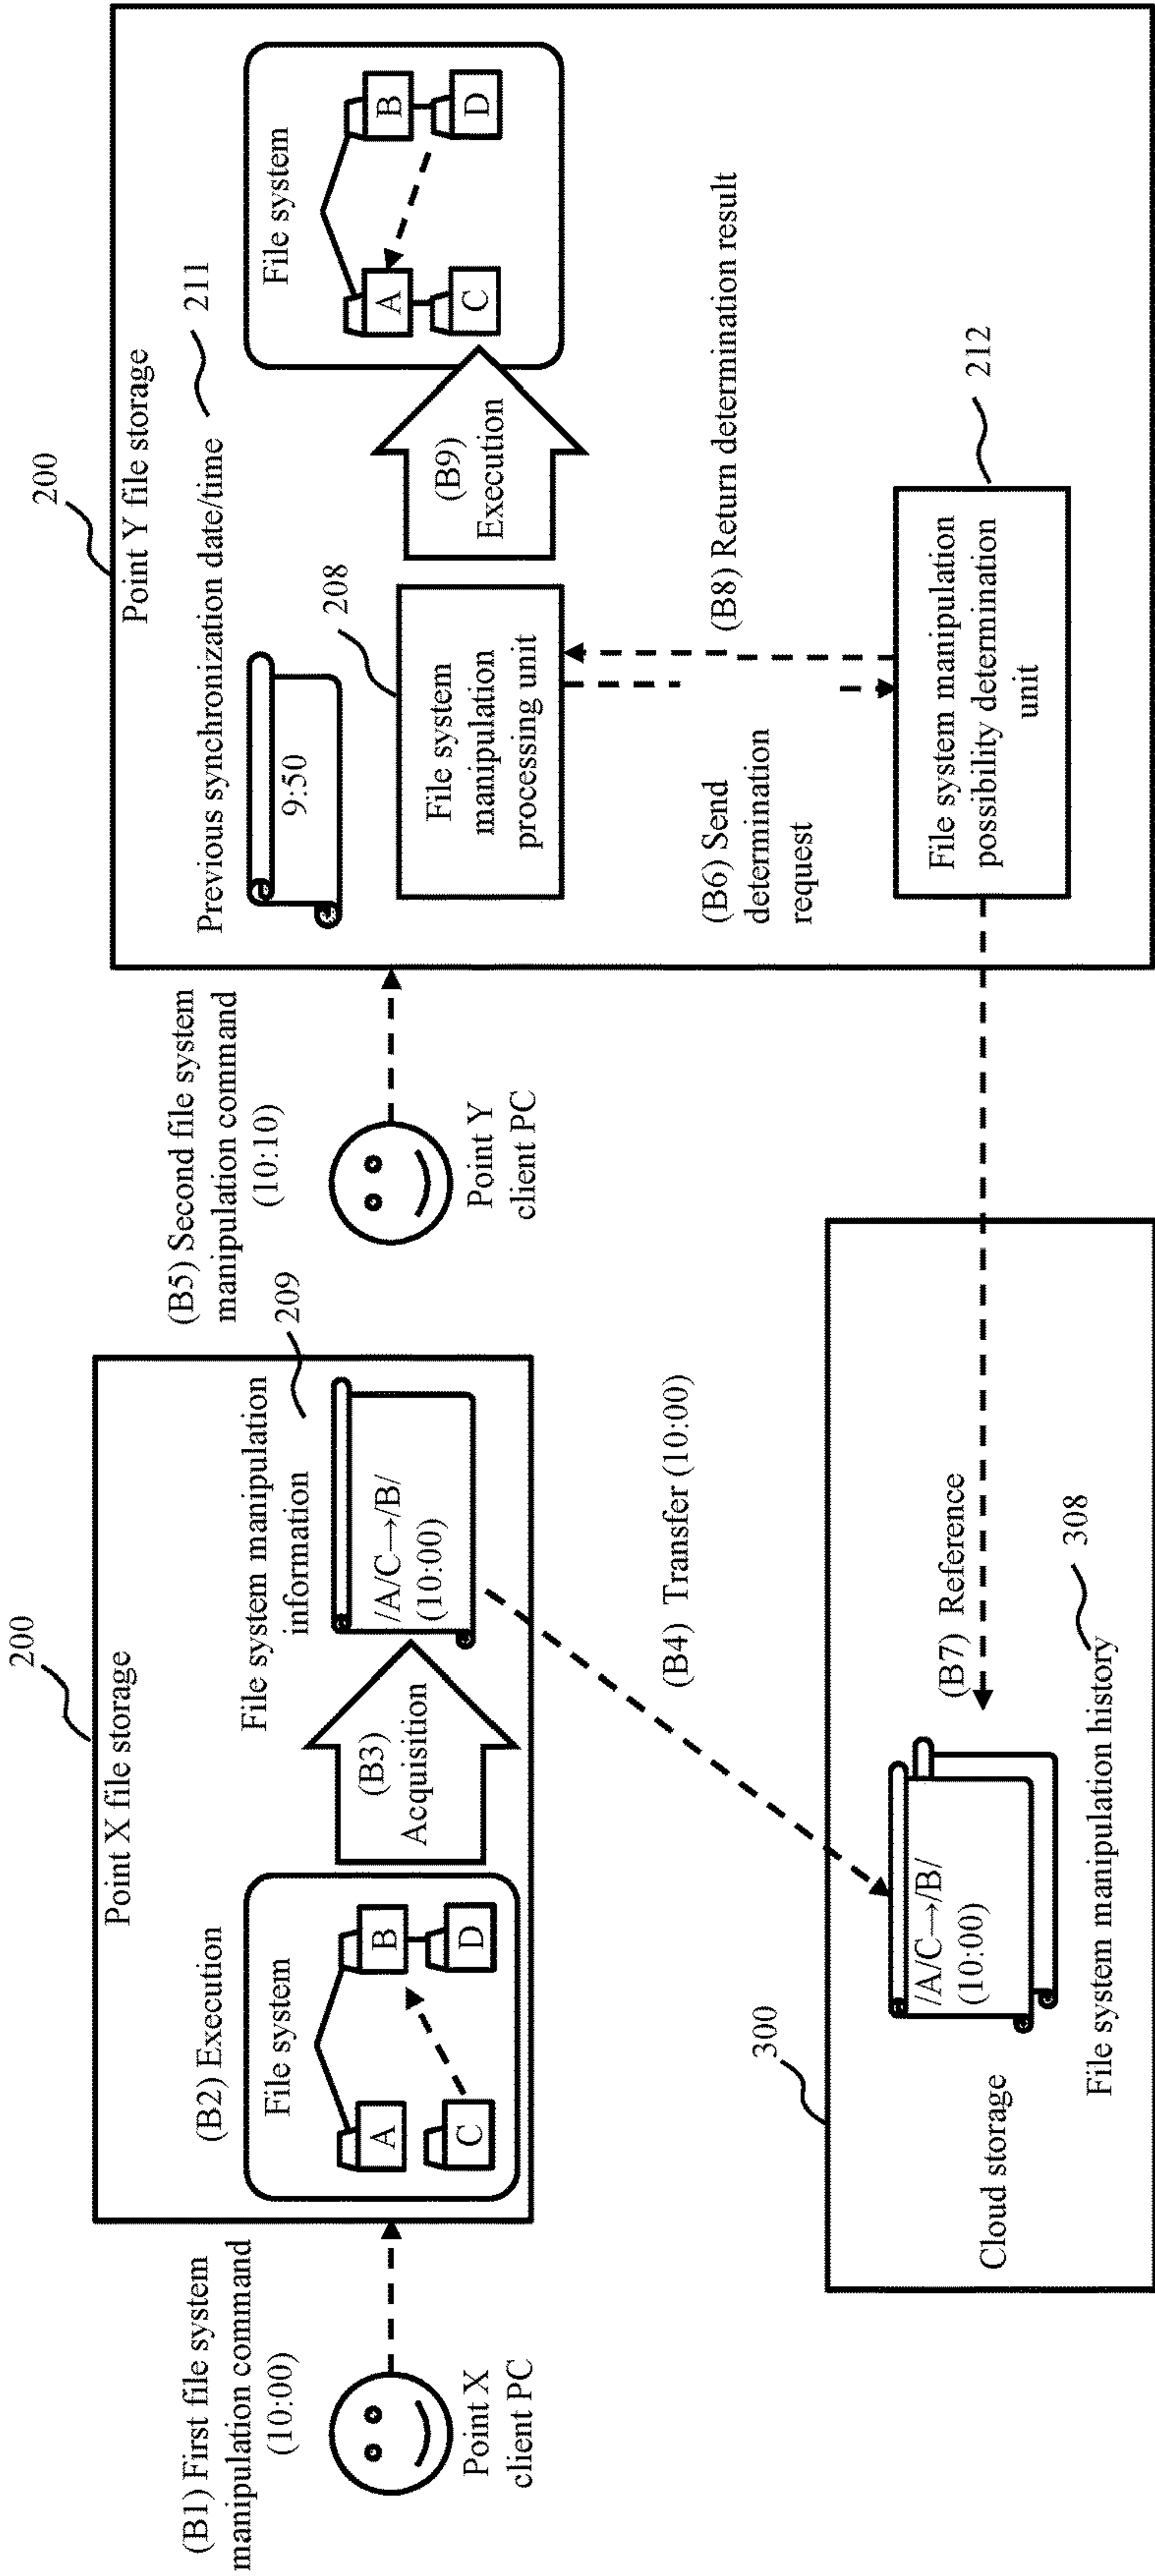 (B1) First file system
manipulation command
(10:00)
Point X
client PC
200
Point X file storage
(B2) Execution
File system
A
B
C
D
(B3)
Acquisition
File system manipulation
information
209
/A/C→/B/
(10:00)
(B4) Transfer (10:00)
300
Cloud storage
/A/C→/B/
(10:00)
File system manipulation history
308
(B7) Reference
(B5) Second file system
manipulation command
(10:10)
Point Y
client PC
200
Point Y file storage
Previous synchronization date/time
211
9:50
208
File system
manipulation
processing unit
(B9)
Execution
File system
A
B
C
D
(B6) Send
determination
request
(B8) Return determination result
212
File system manipulation
possibility determination
unit